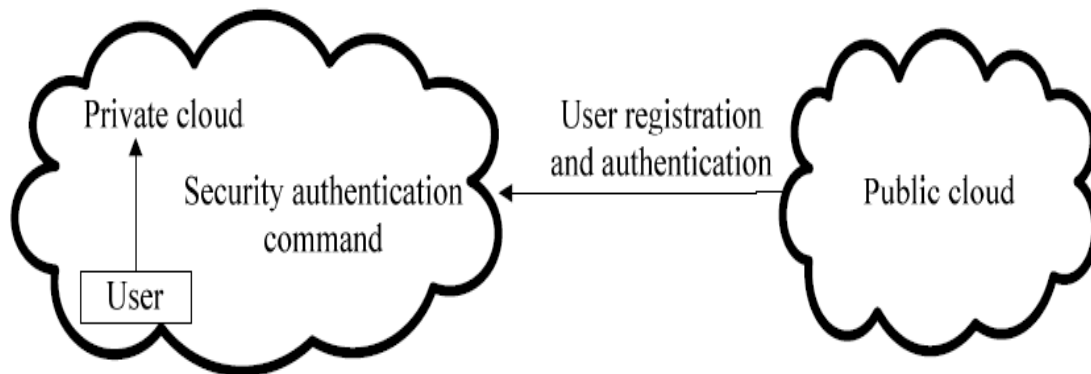 Private cloud
Security authentication
command
User
User registration
and authentication
Public cloud